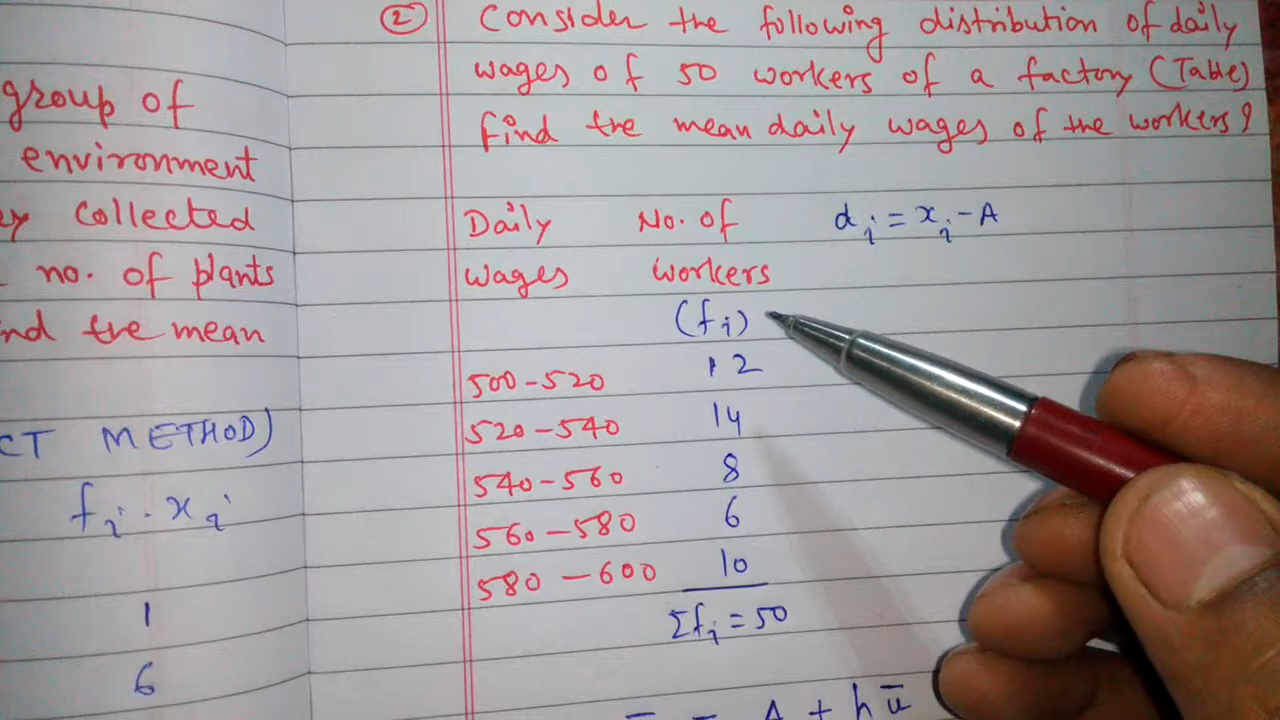 group of
environment
collected
no. of plants
the mean
METHOD)
fi . xi
1
6
② Consider the following distribution of daily
wages of 50 workers of a factory (Table)
Find the mean daily wages of the workers?
Daily No. of di = xi - A
wages workers
(fi)
500-520 12
520-540 14
540-560 8
560-580 6
580-600 10
Σfi = 50
A + h ū